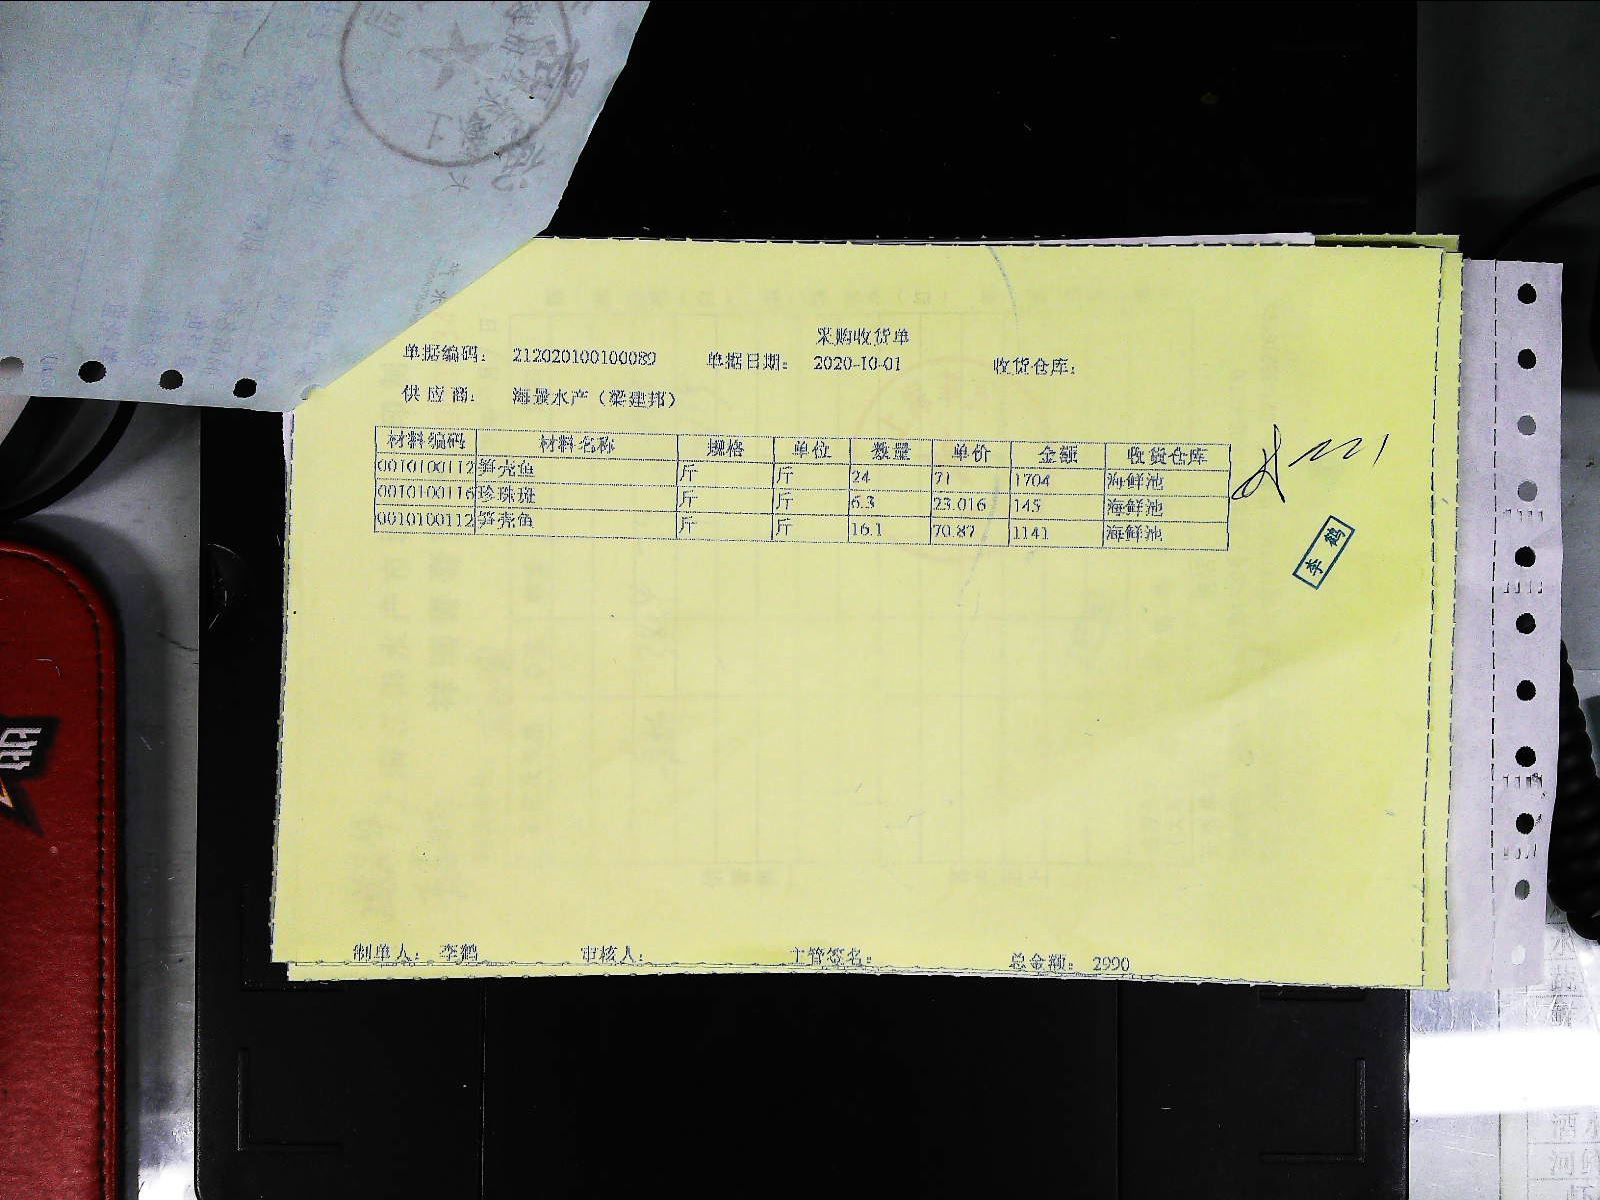 采购收货单
单据编码： 212020100100089 单据日期： 2020-10-01 收货仓库：
供应商： 海景水产（梁建邦）
材料编码 材料名称 规格 单位 数量 单价 金额 收货仓库
0010100112 笋壳鱼 斤 斤 24 71 1704 海鲜池
0010100116 珍珠斑 斤 斤 6.3 23.016 145 海鲜池
0010100112 笋壳鱼 斤 斤 16.1 70.87 1141 海鲜池
李鹤
制单人： 李鹤 审核人： 主管签名： 总金额： 2990